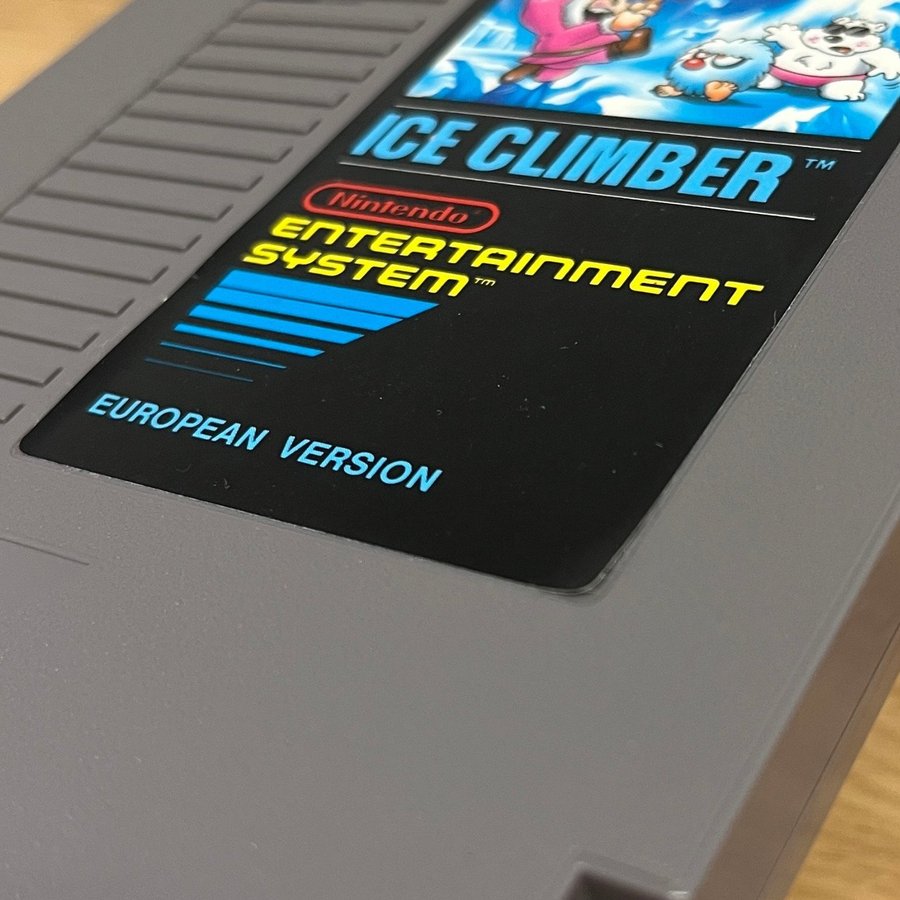 ICE CLIMBER™
Nintendo®
ENTERTAINMENT
SYSTEM™
EUROPEAN VERSION